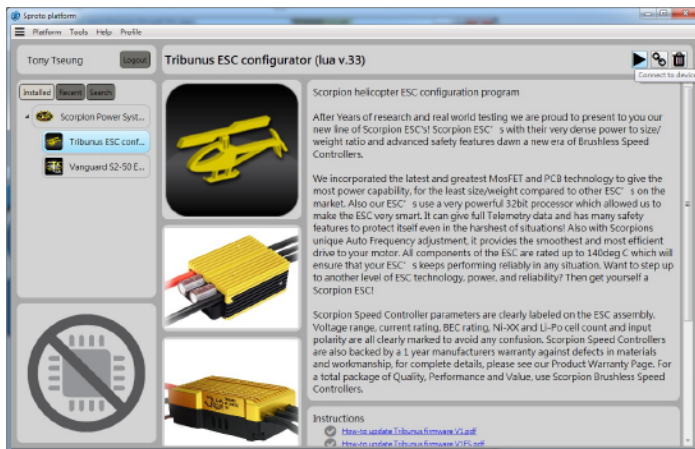 Sproto platform
Platform Tools Help Profile
Tony Tseung
Logout
Tribunus ESC configurator (lua v.33)
Connect to device
Installed Recent Search
Scorpion Power Syst...
Tribunus ESC conf...
Vanguard S2-50 E...
Scorpion helicopter ESC configuration program
After Years of research and real world testing we are proud to present to you our
new line of Scorpion ESC's! Scorpion ESC' s with their very dense power to size/
weight ratio and advanced safety features dawn a new era of Brushless Speed
Controllers.
We incorporated the latest and greatest MosFET and PCB technology to give the
most power capability, for the least size/weight compared to other ESC' s on the
market. Also our ESC' s use a very powerful 32bit processor which allowed us to
make the ESC very smart. It can give full Telemetry data and has many safety
features to protect itself even in the harshest of situations! Also with Scorpions
unique Auto Frequency adjustment, it provides the smoothest and most efficient
drive to your motor. All components of the ESC are rated up to 140deg C which will
ensure that your ESC' s keeps performing reliably in any situation. Want to step up
to another level of ESC technology, power, and reliability? Then get yourself a
Scorpion ESC!
Scorpion Speed Controller parameters are clearly labeled on the ESC assembly.
Voltage range, current rating, BEC rating, Ni-XX and Li-Po cell count and input
polarity are all clearly marked to avoid any confusion. Scorpion Speed Controllers
are also backed by a 1 year manufacturers warranty against defects in materials
and workmanship, for complete details, please see our Product Warranty Page. For
a total package of Quality, Performance and Value, use Scorpion Brushless Speed
Controllers.
Instructions
How-to update Tribunus firmware V1.pdf
How-to update Tribunus firmware V1FS.pdf